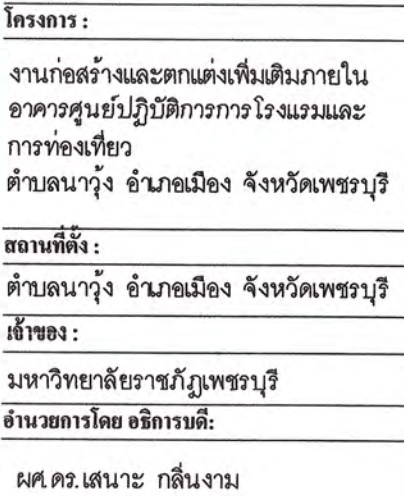 โครงการ :
งานก่อสร้างและตกแต่งเพิ่มเติมภายใน
อาคารศูนย์ปฏิบัติการการโรงแรมและ
การท่องเที่ยว
ตำบลนาวุ้ง อำเภอเมือง จังหวัดเพชรบุรี
สถานที่ตั้ง :
ตำบลนาวุ้ง อำเภอเมือง จังหวัดเพชรบุรี
เจ้าของ :
มหาวิทยาลัยราชภัฏเพชรบุรี
อำนวยการโดย อธิการบดี:
ผศ.ดร.เสนาะ กลิ่นงาม